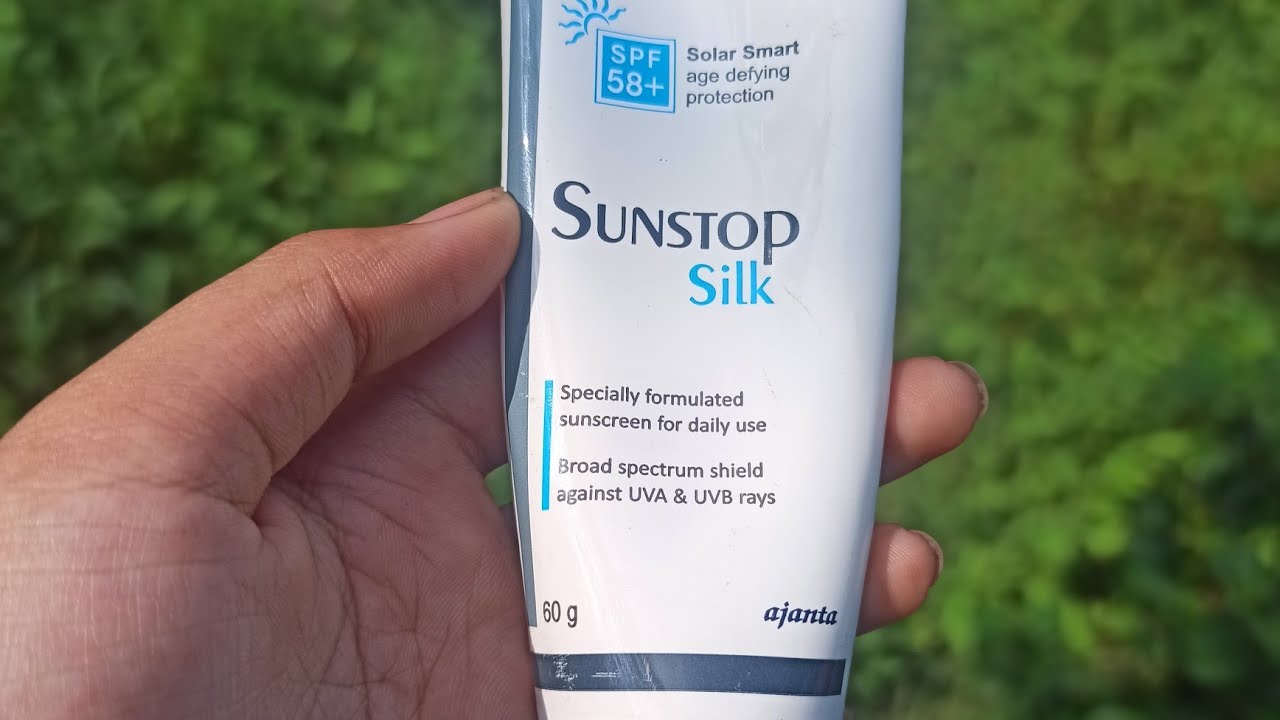 SPF
58+
Solar Smart
age defying
protection
SUNSTOP
Silk
Specially formulated
sunscreen for daily use
Broad spectrum shield
against UVA & UVB rays
60 g
ajanta